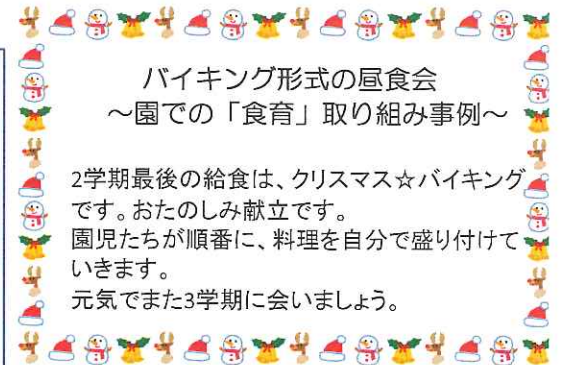 バイキング形式の昼食会
～園での「食育」取り組み事例～
2学期最後の給食は、クリスマス☆バイキング
です。おたのしみ献立です。
園児たちが順番に、料理を自分で盛り付けて
いきます。
元気でまた3学期に会いましょう。